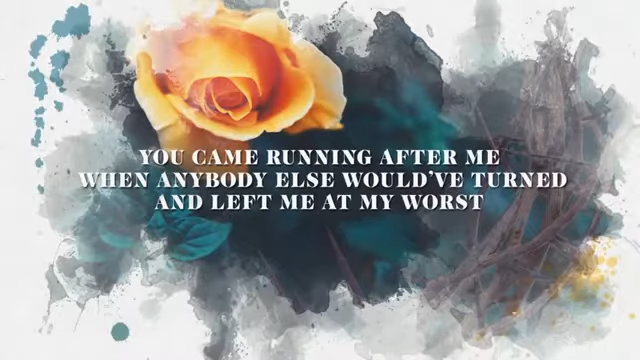 YOU CAME RUNNING AFTER ME
WHEN ANYBODY ELSE WOULD'VE TURNED
AND LEFT ME AT MY WORST